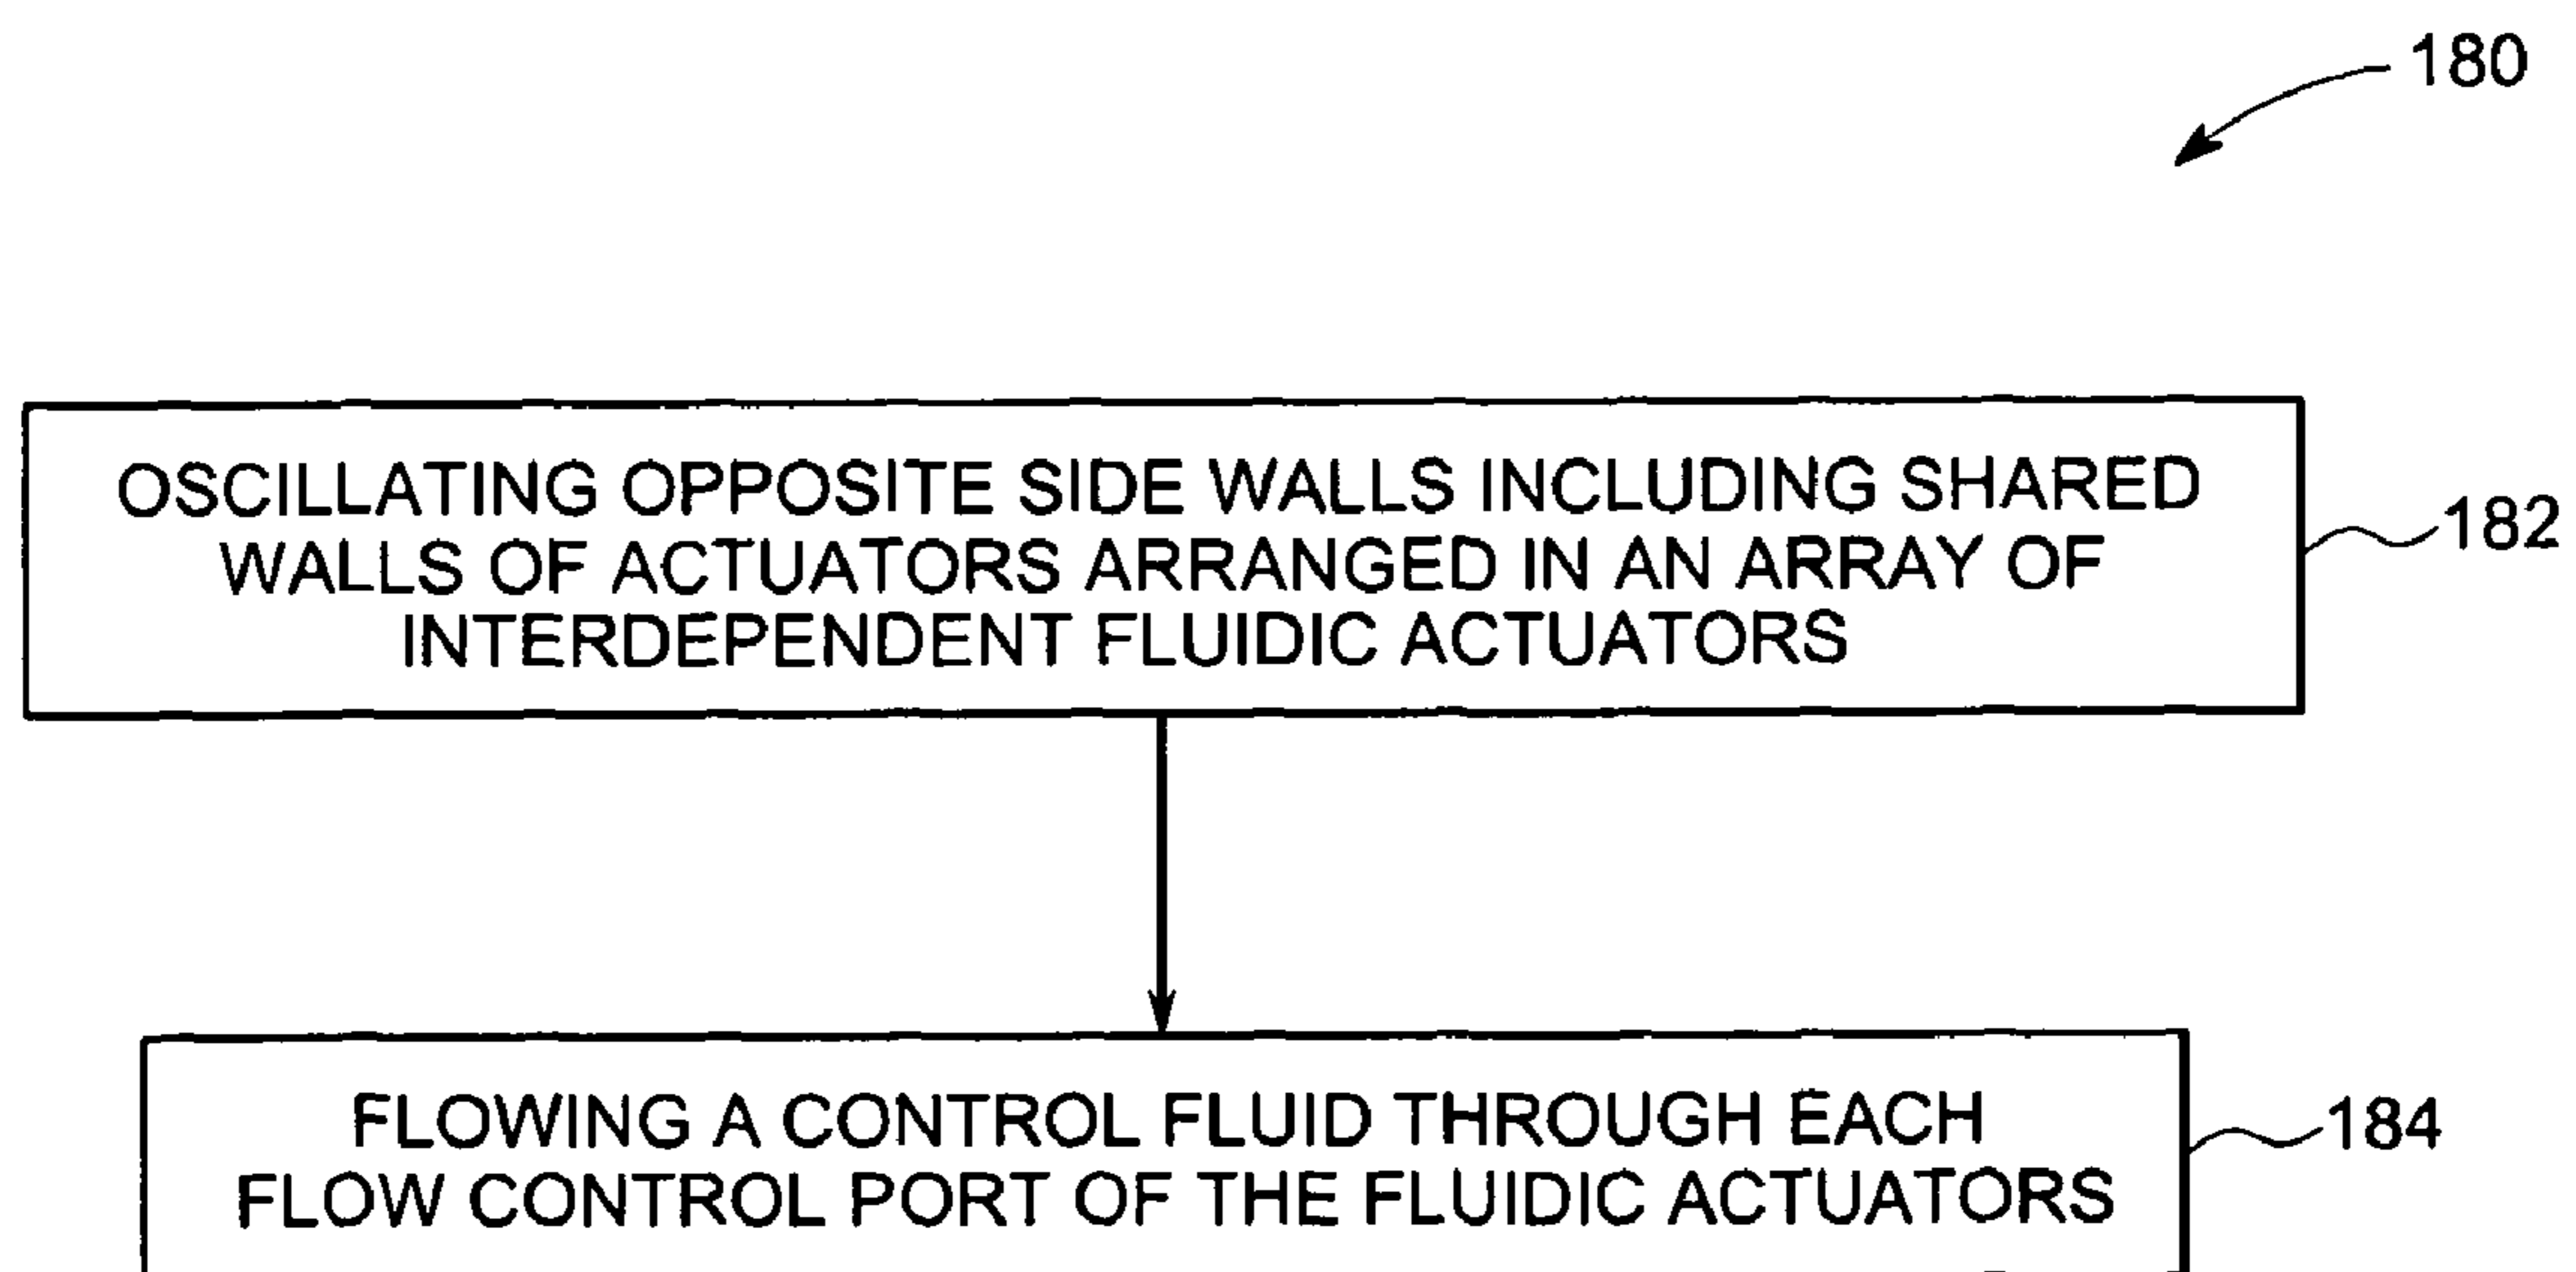 180
OSCILLATING OPPOSITE SIDE WALLS INCLUDING SHARED
WALLS OF ACTUATORS ARRANGED IN AN ARRAY OF
INTERDEPENDENT FLUIDIC ACTUATORS
182
FLOWING A CONTROL FLUID THROUGH EACH
FLOW CONTROL PORT OF THE FLUIDIC ACTUATORS
184